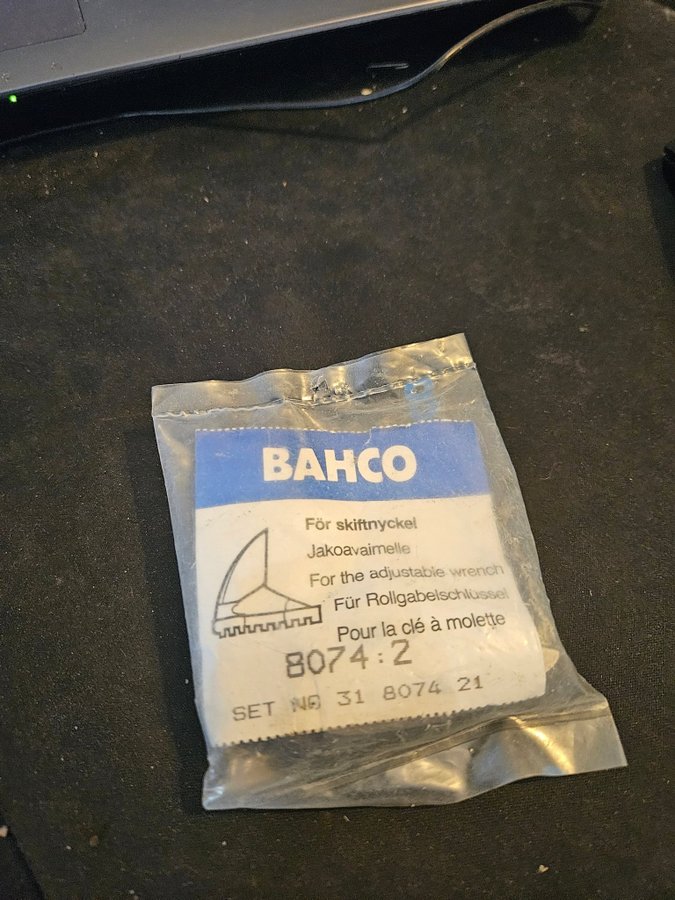 BAHCO
För skiftnyckel
Jakoavaimelle
For the adjustable wrench
Für Rollgabelschlüssel
Pour la clé à molette
8074:2
SET NO 31 8074 21